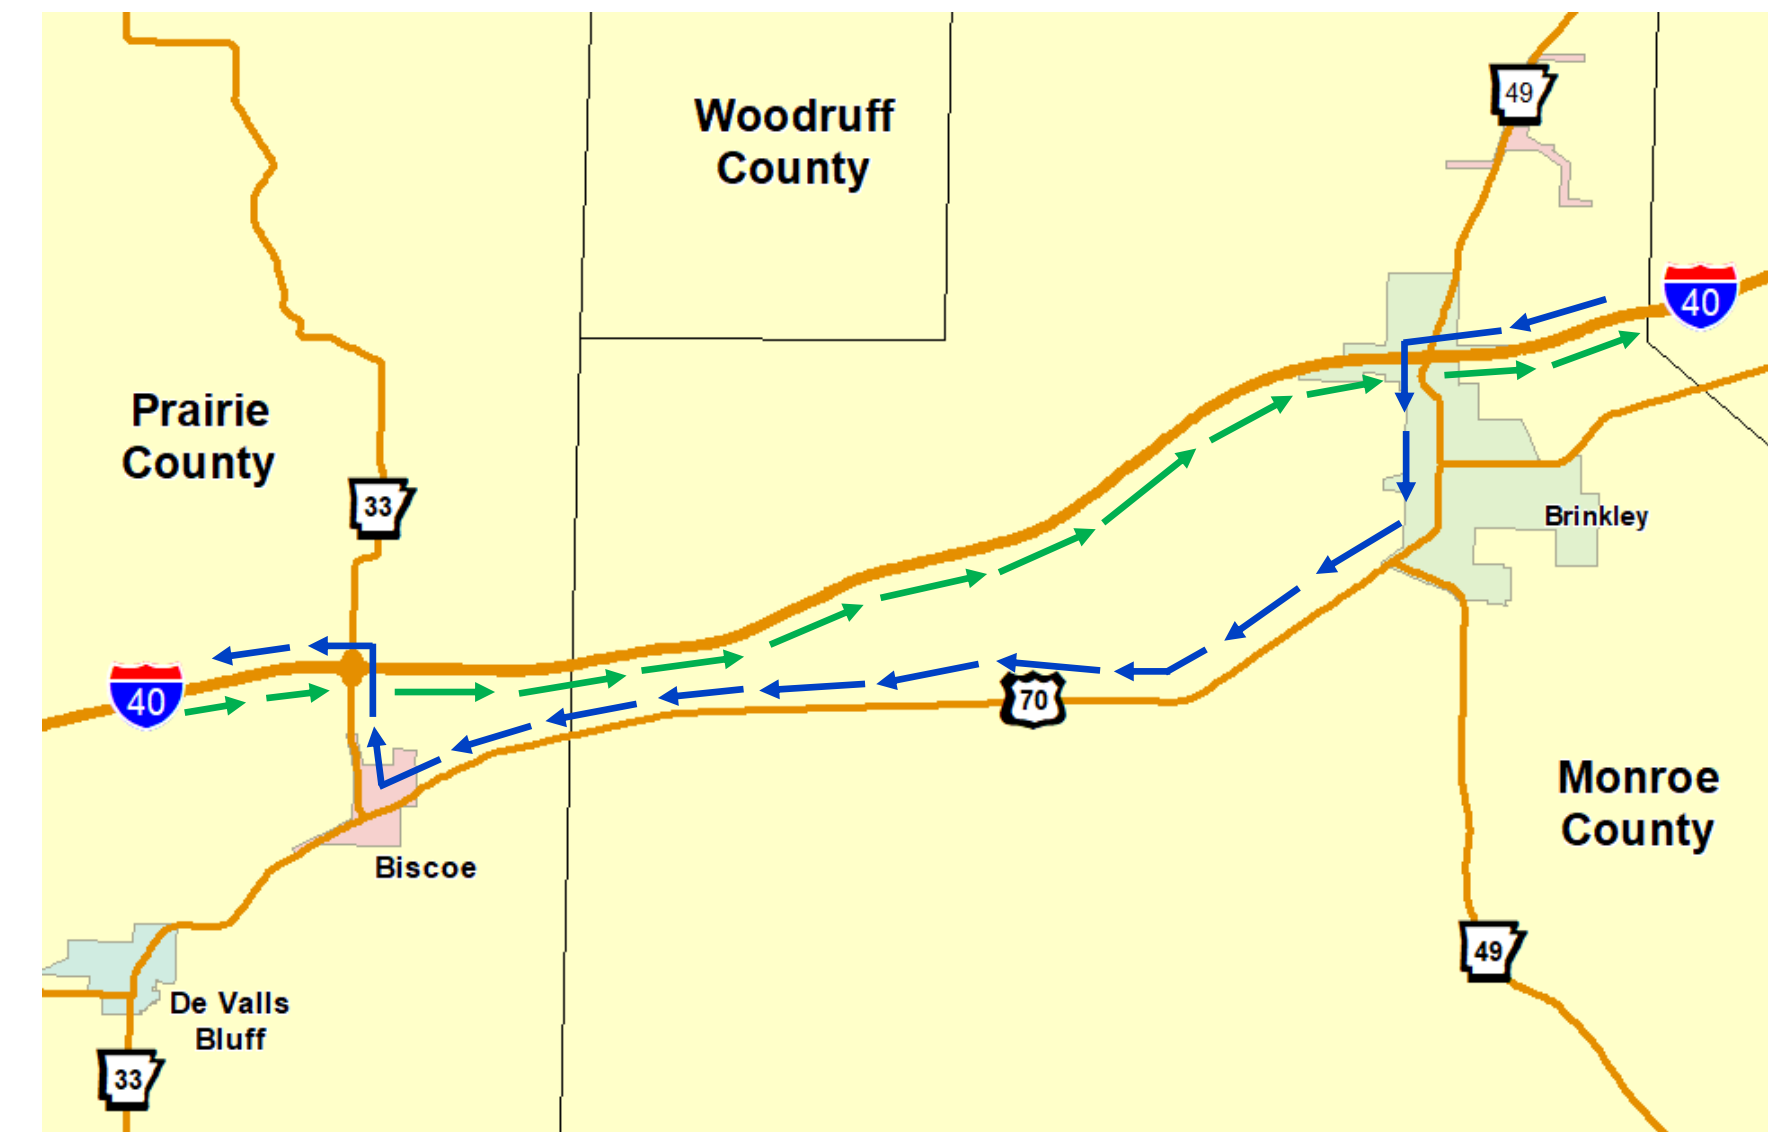 49
Woodruff
County
40
Prairie
County
33
Brinkley
40
70
Monroe
County
Biscoe
49
De Valls
Bluff
33